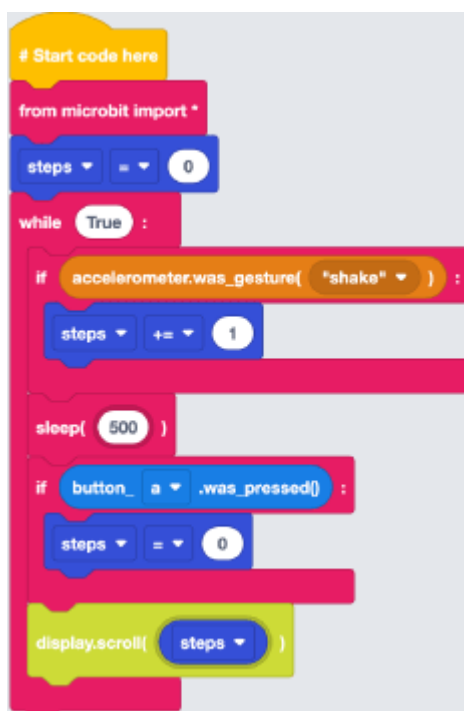 # Start code here
from microbit import *
steps = 0
while True :
if accelerometer.was_gesture( "shake" ) :
steps += 1
sleep( 500 )
if button_ a .was_pressed() :
steps = 0
display.scroll( steps )